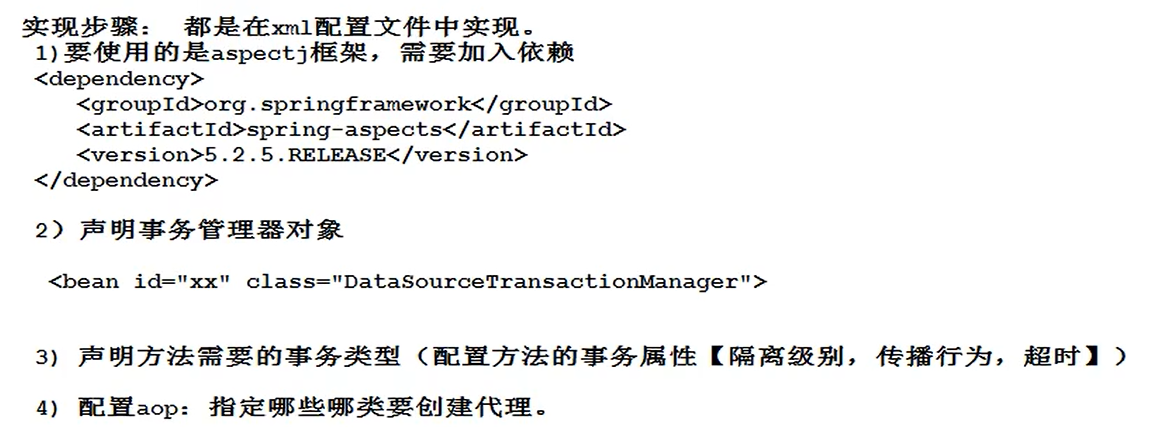 实现步骤： 都是在xml配置文件中实现。
1)要使用的是aspectj框架，需要加入依赖
<dependency>
<groupId>org.springframework</groupId>
<artifactId>spring-aspects</artifactId>
<version>5.2.5.RELEASE</version>
</dependency>
2）声明事务管理器对象
<bean id="xx" class="DataSourceTransactionManager">
3) 声明方法需要的事务类型（配置方法的事务属性【隔离级别，传播行为，超时】）
4) 配置aop：指定哪些哪类要创建代理。